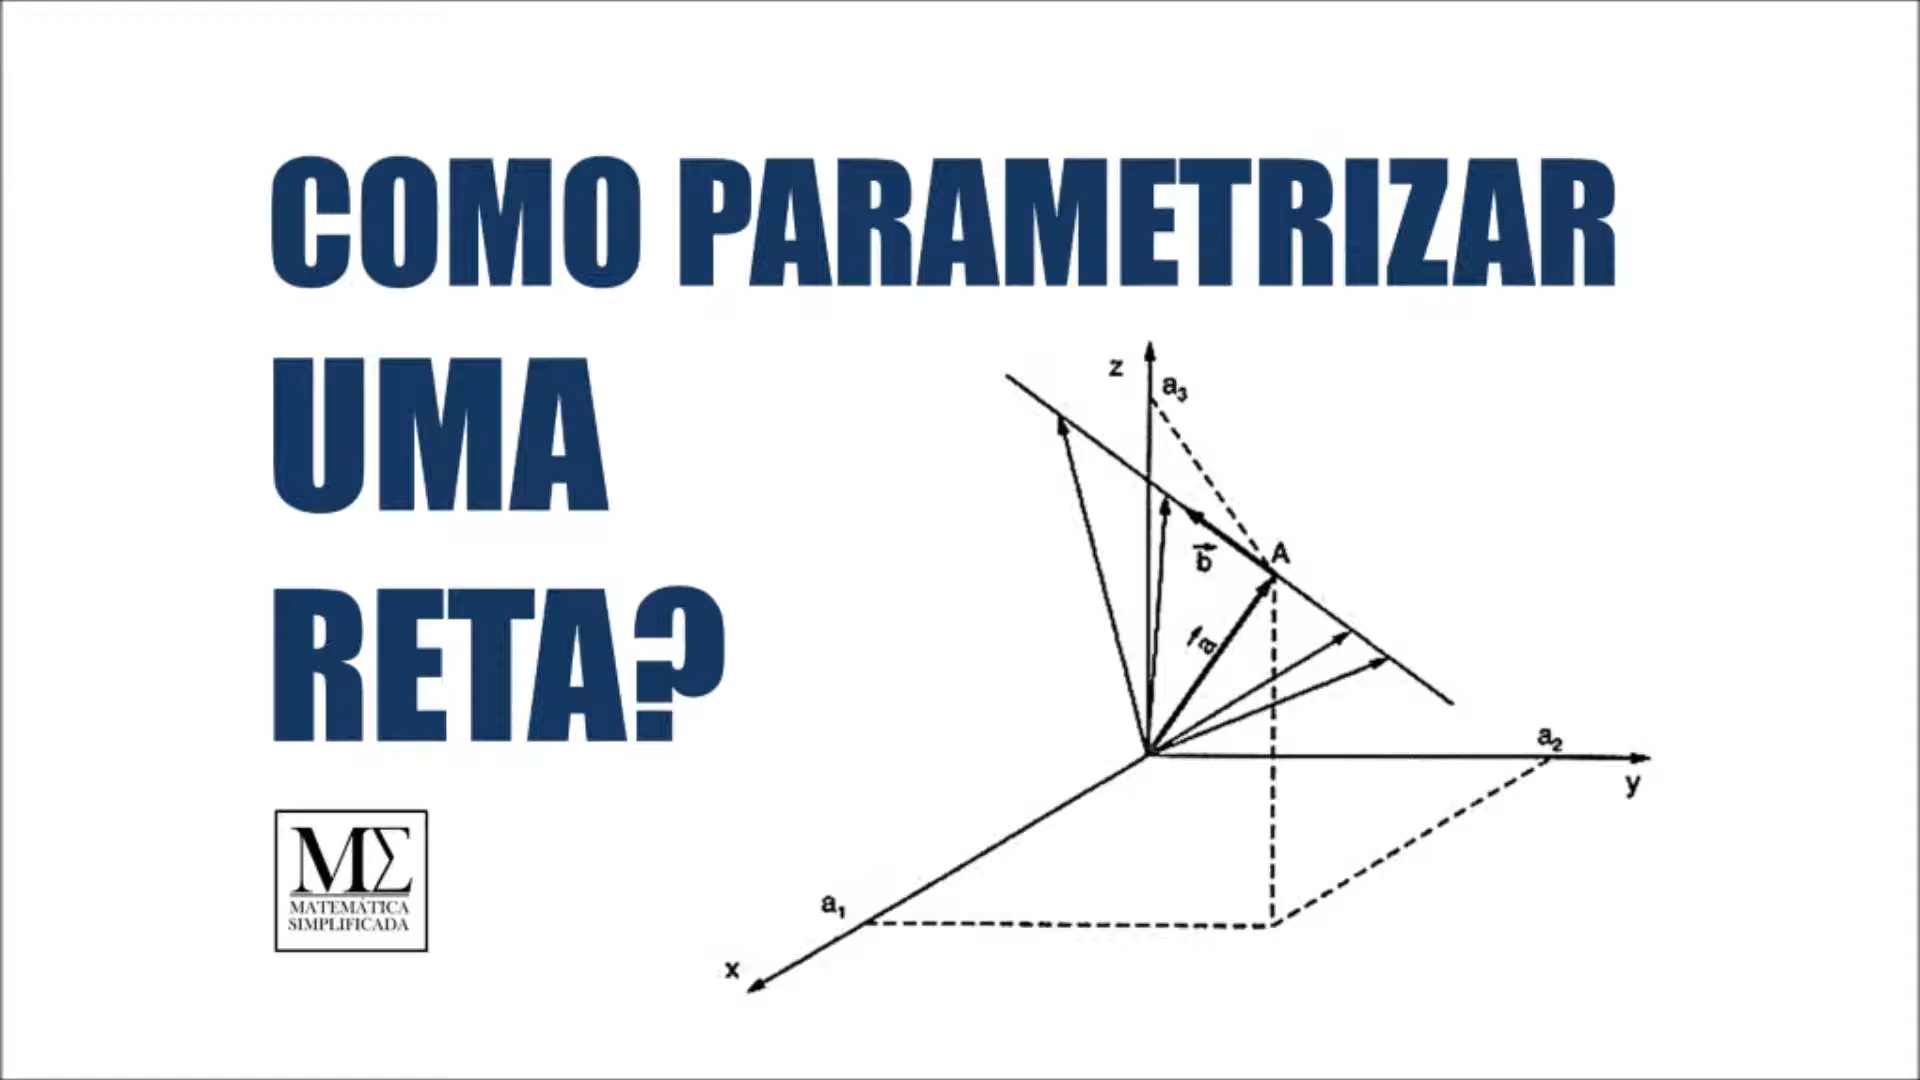 COMO PARAMETRIZAR
UMA
RETA?
z
a₃
A
b⃗
a⃗
a₂
y
a₁
x
MΣ
MATEMÁTICA
SIMPLIFICADA